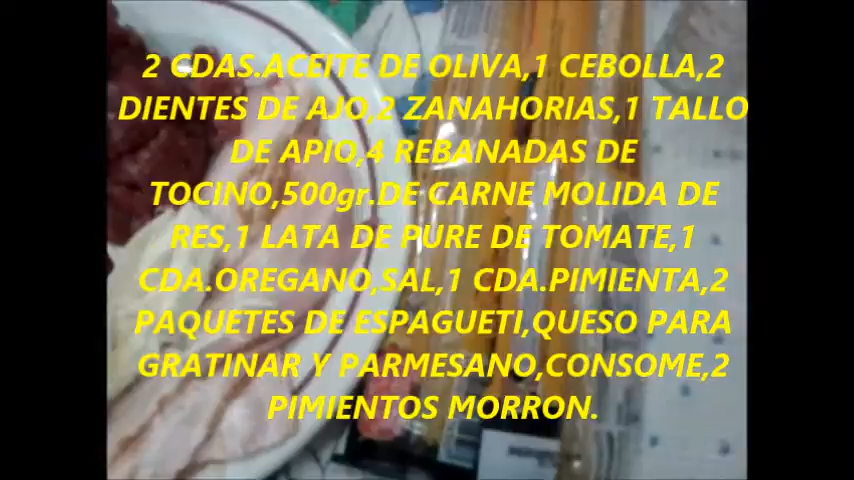 2 CDAS.ACEITE DE OLIVA,1 CEBOLLA,2
DIENTES DE AJO,2 ZANAHORIAS,1 TALLO
DE APIO,4 REBANADAS DE
TOCINO,500gr.DE CARNE MOLIDA DE
RES,1 LATA DE PURE DE TOMATE,1
CDA.OREGANO,SAL,1 CDA.PIMIENTA,2
PAQUETES DE ESPAGUETI,QUESO PARA
GRATINAR Y PARMESANO,CONSOME,2
PIMIENTOS MORRON.